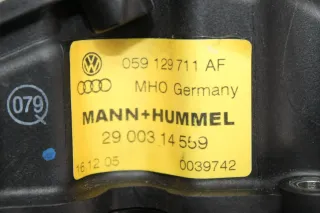 059 129 711 AF
MHO Germany
079
MANN+HUMMEL
29 003 14 559
16.12.05 0039742